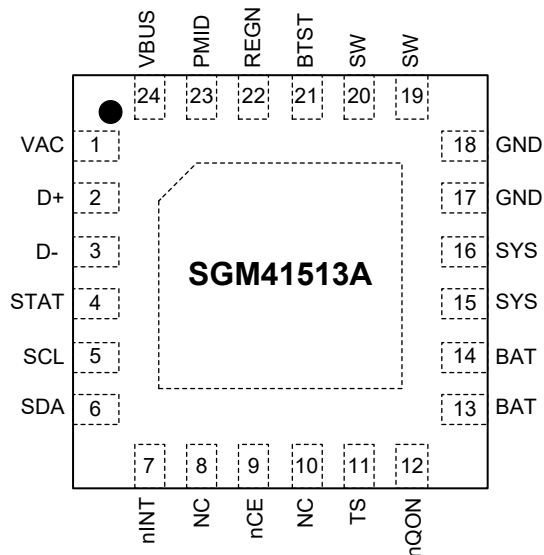 VBUS
PMID
REGN
BTST
SW
SW
24 23 22 21 20 19
VAC 1
D+ 2
D- 3
STAT 4
SCL 5
SDA 6
SGM41513A
18 GND
17 GND
16 SYS
15 SYS
14 BAT
13 BAT
7 8 9 10 11 12
nINT
NC
nCE
NC
TS
nQON